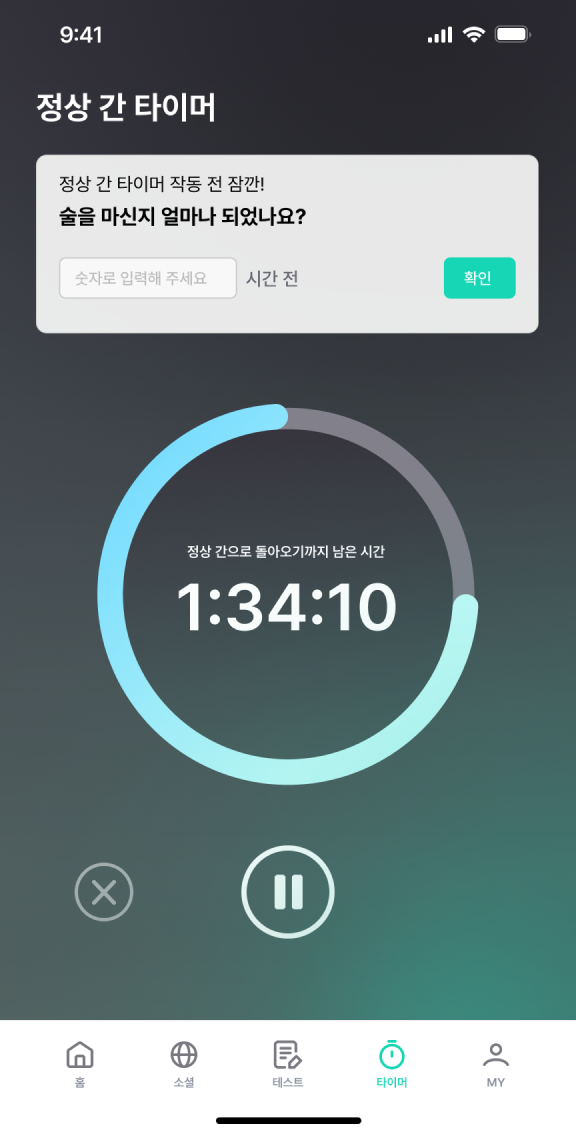 9:41
정상 간 타이머
정상 간 타이머 작동 전 잠깐!
술을 마신지 얼마나 되었나요?
숫자로 입력해 주세요 시간 전 확인
정상 간으로 돌아오기까지 남은 시간
1:34:10
홈 소셜 테스트 타이머 MY